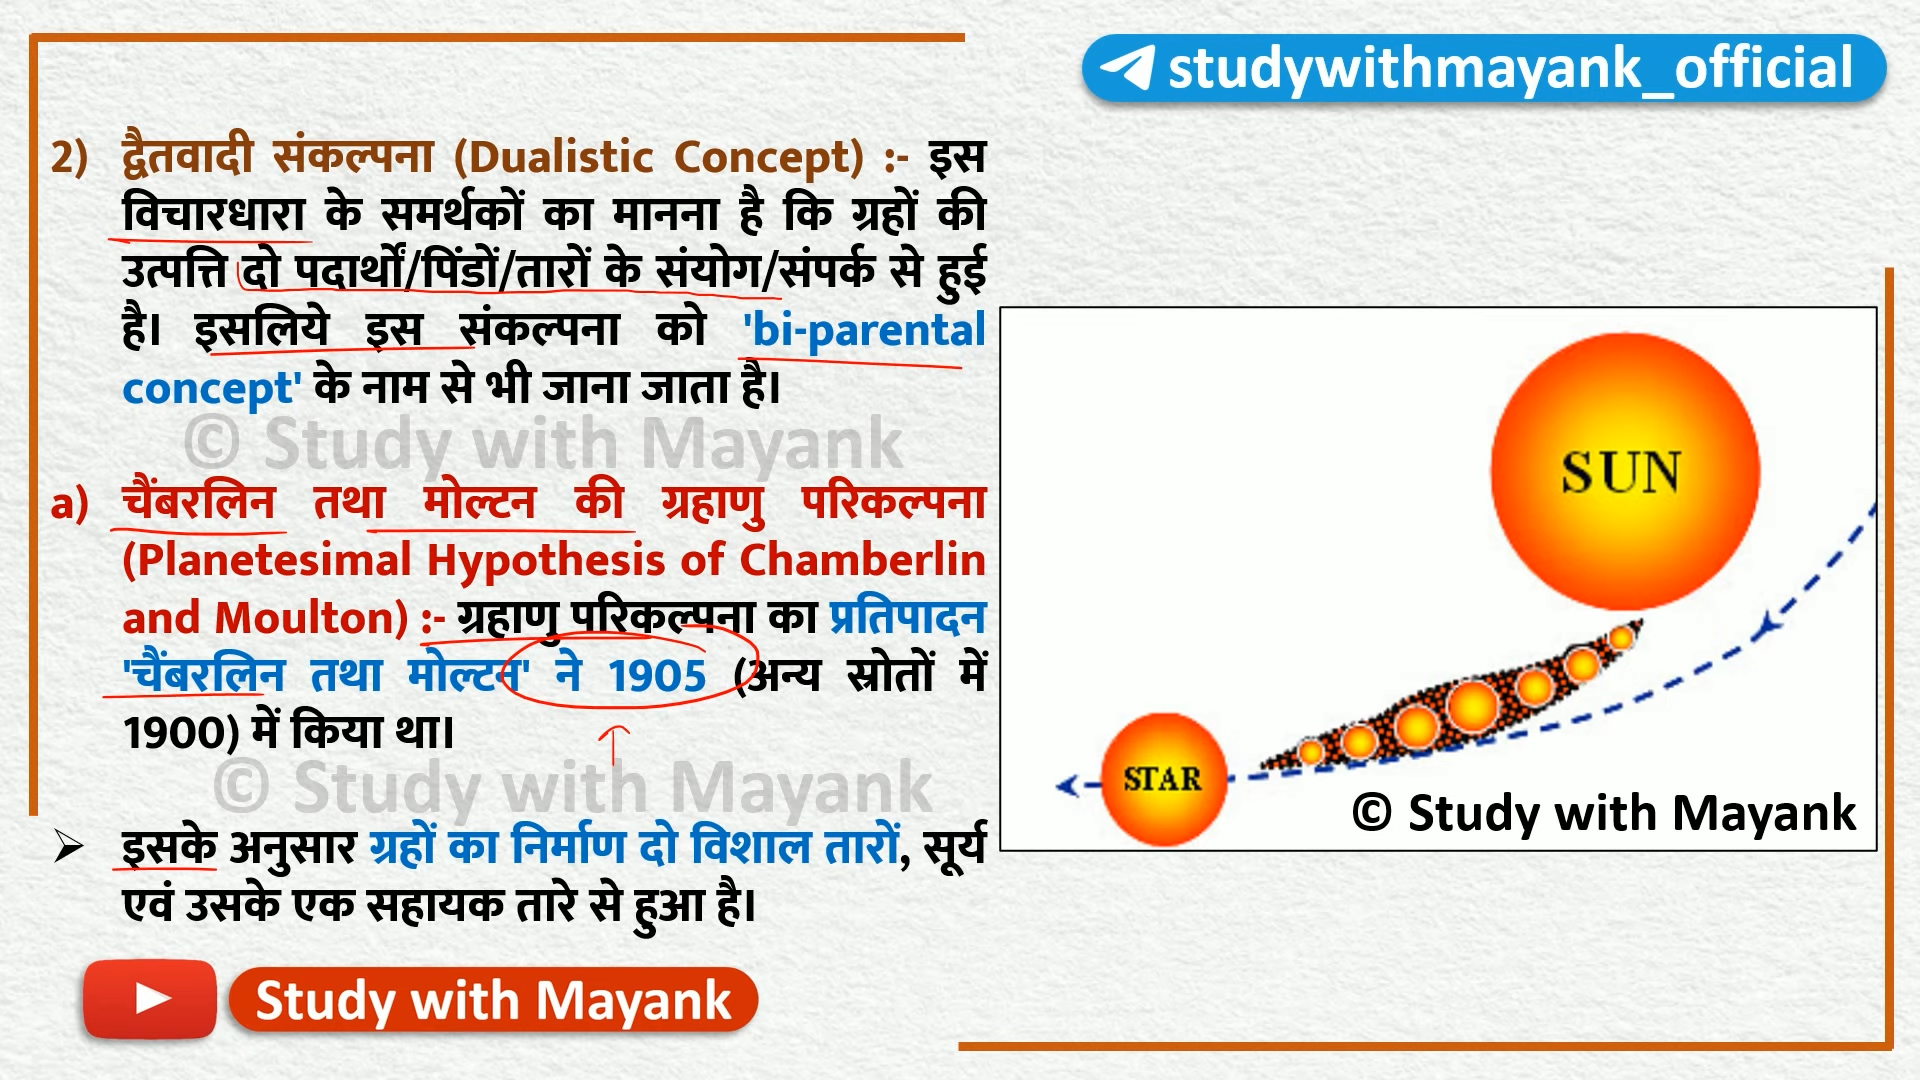 studywithmayank_official
2) द्वैतवादी संकल्पना (Dualistic Concept) :- इस
विचारधारा के समर्थकों का मानना है कि ग्रहों की
उत्पत्ति दो पदार्थों/पिंडों/तारों के संयोग/संपर्क से हुई
है। इसलिये इस संकल्पना को 'bi-parental
concept' के नाम से भी जाना जाता है।
© Study with Mayank
a) चैंबरलिन तथा मोल्टन की ग्रहाणु परिकल्पना
(Planetesimal Hypothesis of Chamberlin
and Moulton) :- ग्रहाणु परिकल्पना का प्रतिपादन
'चैंबरलिन तथा मोल्टन' ने 1905 (अन्य स्रोतों में
1900) में किया था।
© Study with Mayank
➢ इसके अनुसार ग्रहों का निर्माण दो विशाल तारों, सूर्य
एवं उसके एक सहायक तारे से हुआ है।
SUN
STAR
© Study with Mayank
Study with Mayank